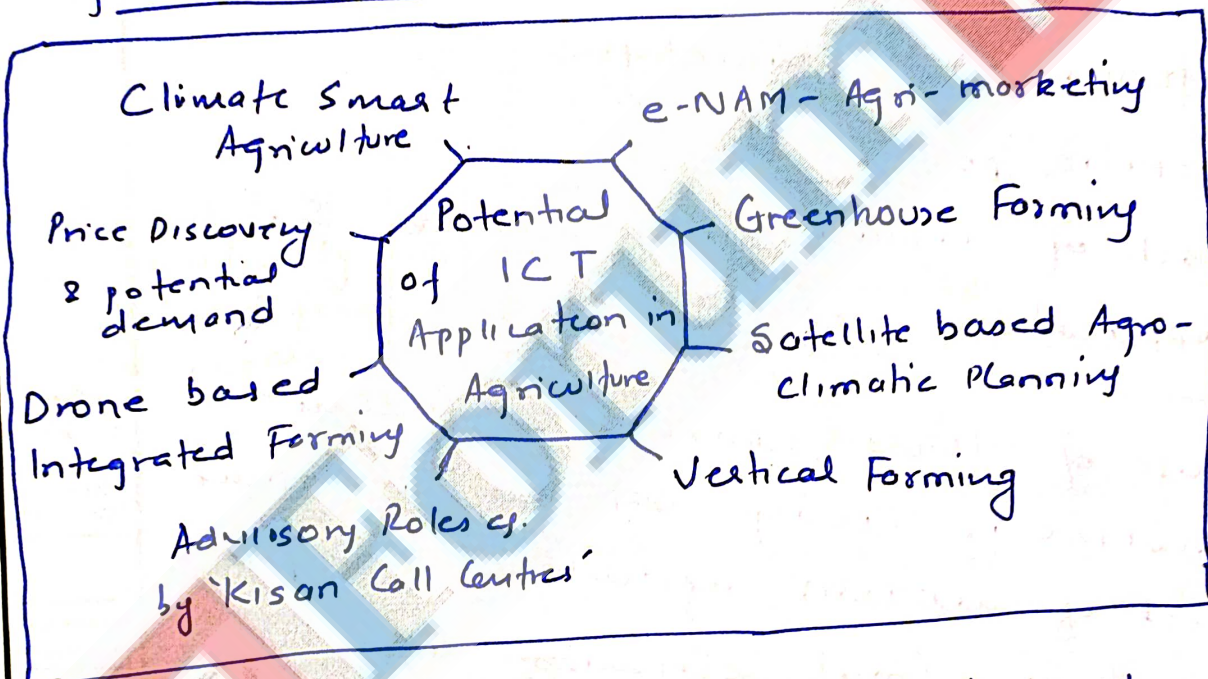 Climate Smart
Agriculture
e-NAM - Agri-marketing
Price Discovery
& potential
demand
Potential
of ICT
Application in
Agriculture
Greenhouse Farming
Satellite based Agro-
Climatic Planning
Drone based
Integrated Farming
Vertical Farming
Advisory Roles eg.
by 'Kisan Call Centres'
Forum